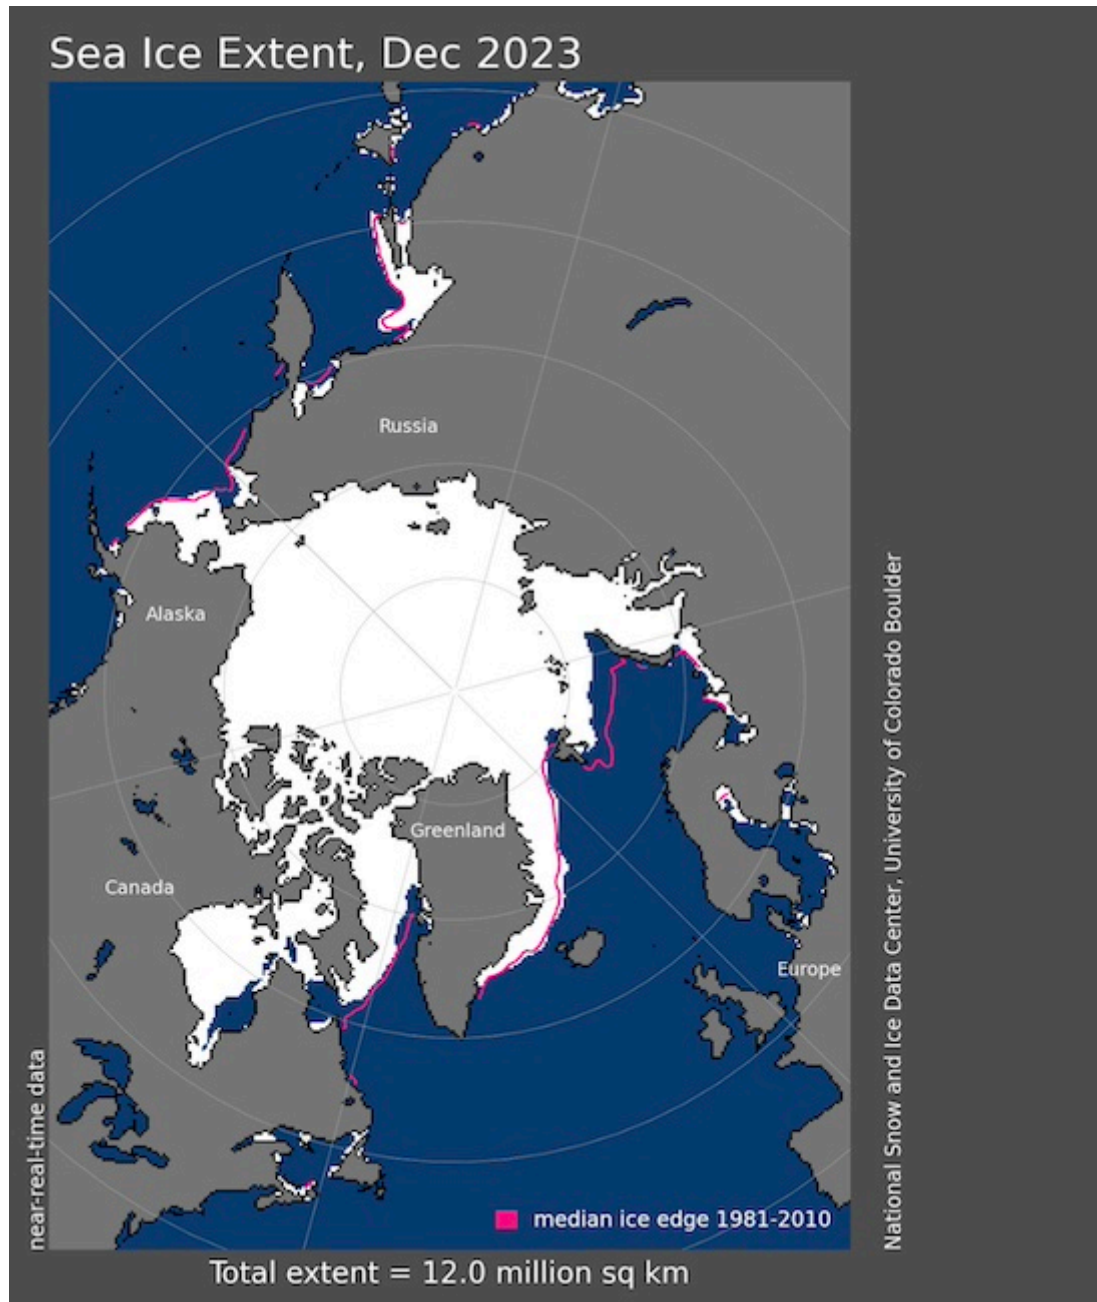 Sea Ice Extent, Dec 2023
Russia
Alaska
Greenland
Canada
Europe
near-real-time data
National Snow and Ice Data Center, University of Colorado Boulder
median ice edge 1981-2010
Total extent = 12.0 million sq km